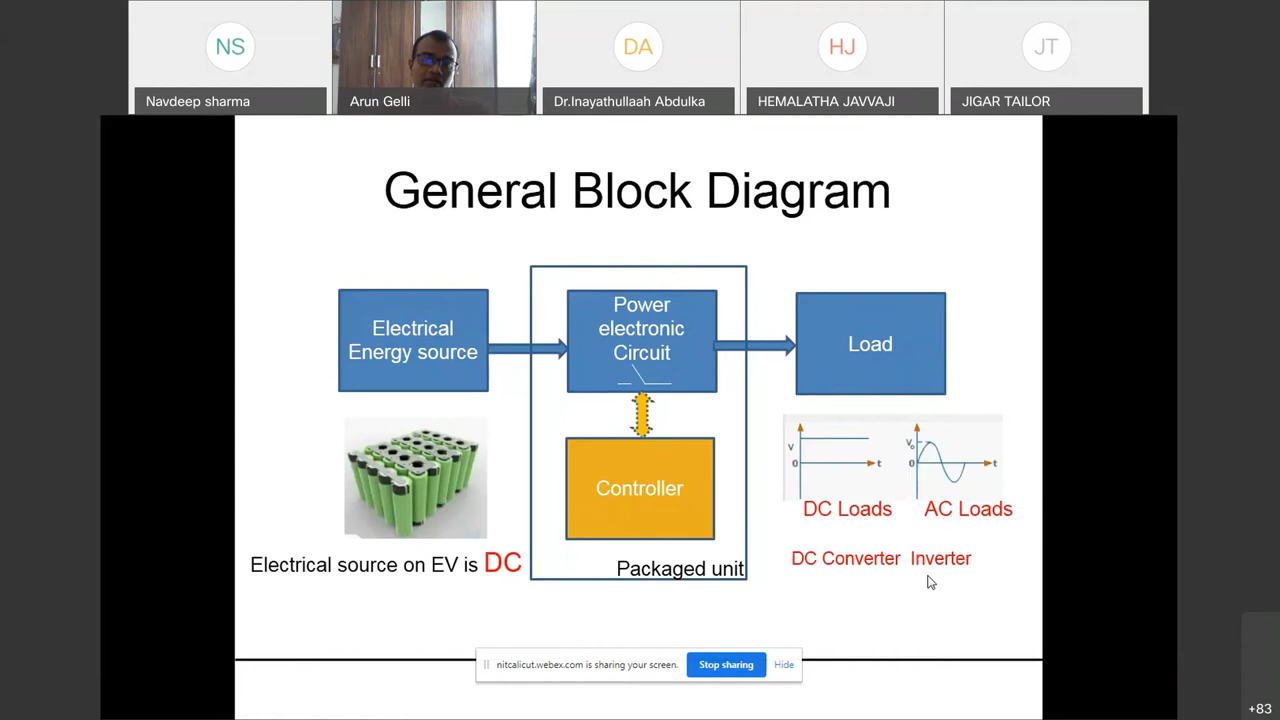 NS
DA
HJ
JT
Navdeep sharma
Arun Gelli
Dr.Inayathullaah Abdulka
HEMALATHA JAVVAJI
JIGAR TAILOR
General Block Diagram
Electrical
Energy source
Power
electronic
Circuit
Load
Controller
V
0
t
V₀
0
t
DC Loads
AC Loads
Electrical source on EV is DC
Packaged unit
DC Converter
Inverter
nitcalicut.webex.com is sharing your screen.
Stop sharing
Hide
+83